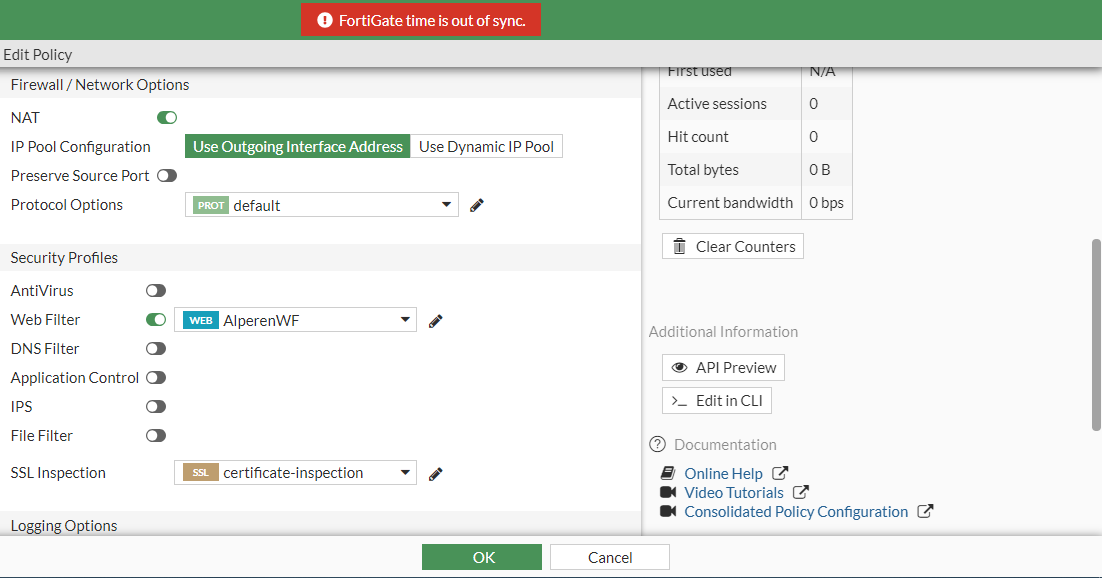 FortiGate time is out of sync.
Edit Policy
Firewall / Network Options
NAT
IP Pool Configuration Use Outgoing Interface Address Use Dynamic IP Pool
Preserve Source Port
Protocol Options PROT default
Security Profiles
AntiVirus
Web Filter WEB AlperenWF
DNS Filter
Application Control
IPS
File Filter
SSL Inspection SSL certificate-inspection
Logging Options
First used N/A
Active sessions 0
Hit count 0
Total bytes 0 B
Current bandwidth 0 bps
Clear Counters
Additional Information
API Preview
>_ Edit in CLI
? Documentation
Online Help
Video Tutorials
Consolidated Policy Configuration
OK Cancel